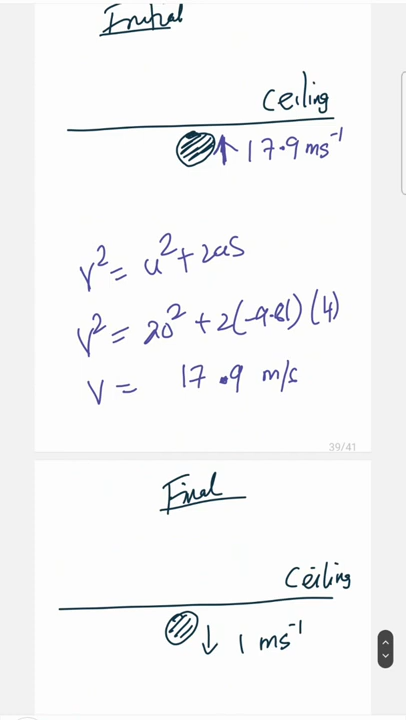 Initial
Ceiling
↑ 17.9 ms⁻¹
v² = u² + 2as
v² = 20² + 2(-9.81)(4)
v = 17.9 m/s
39/41
Final
Ceiling
↓ 1 ms⁻¹